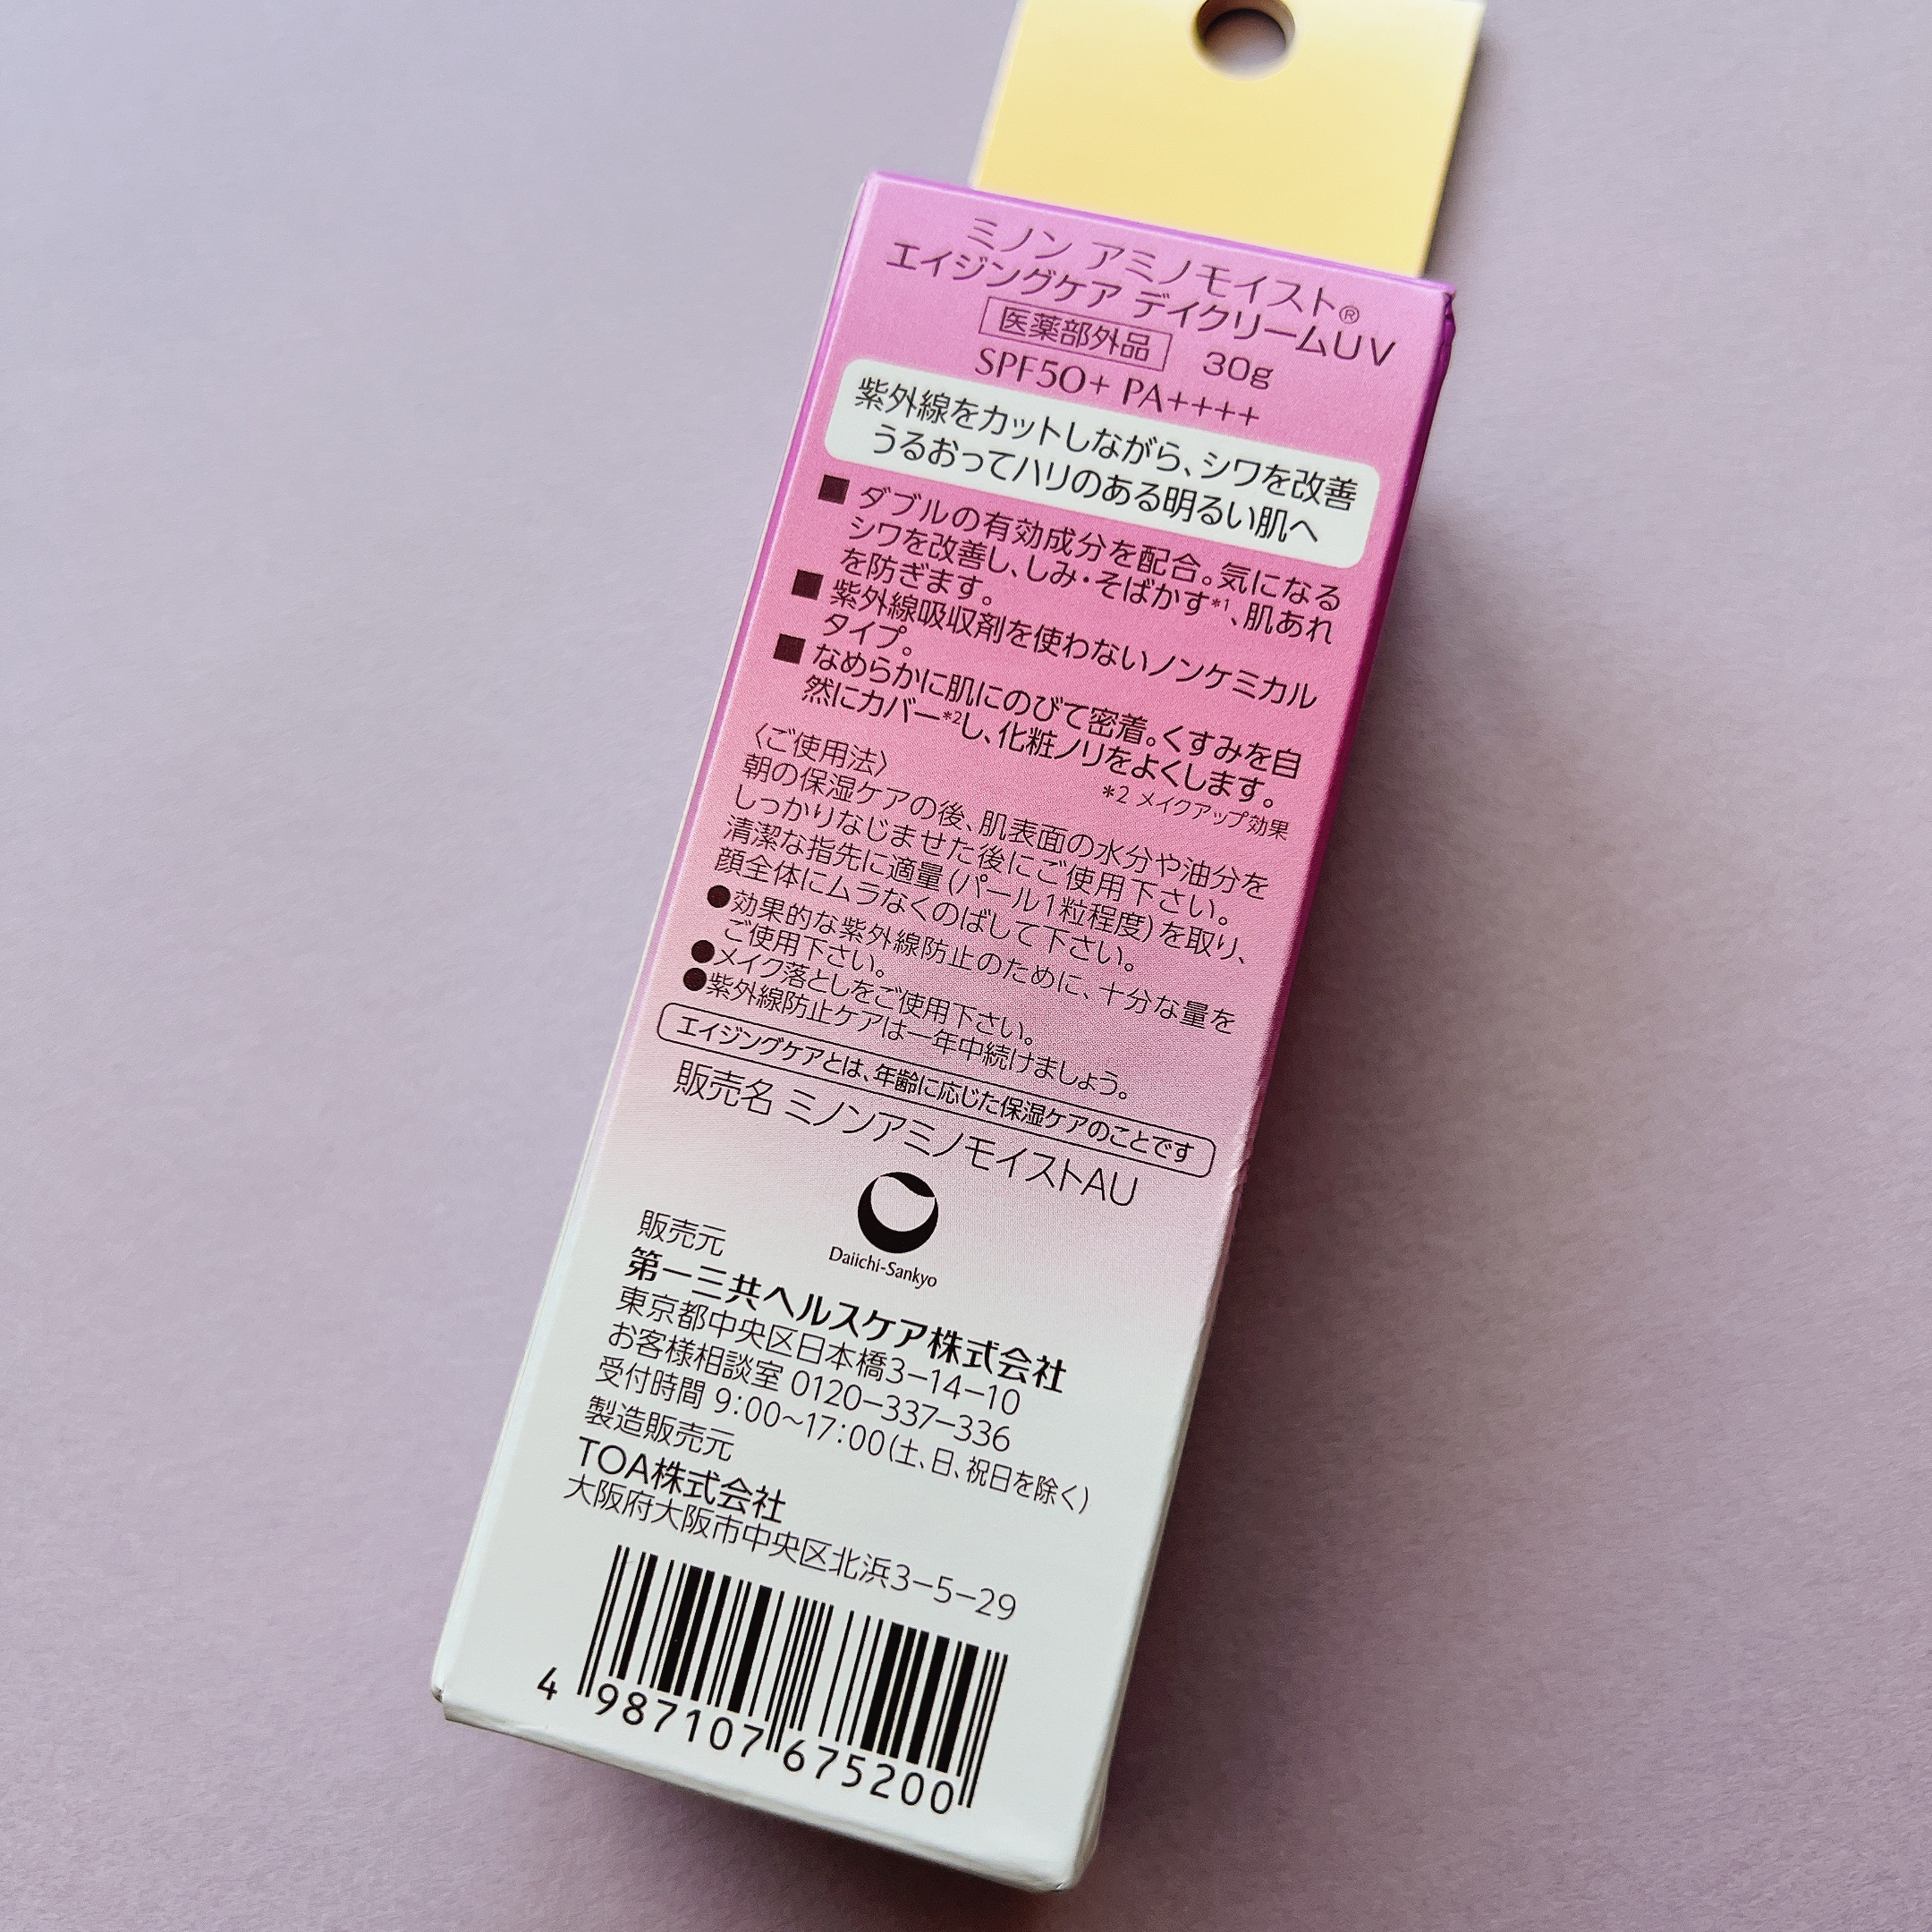 ミノン アミノモイスト®
エイジングケア デイクリームUV
医薬部外品 30g
SPF50+ PA++++
紫外線をカットしながら、シワを改善
うるおってハリのある明るい肌へ
■ダブルの有効成分を配合。気になる
シワを改善し、しみ・そばかす*1、肌あれ
を防ぎます。
■紫外線吸収剤を使わないノンケミカル
タイプ。
■なめらかに肌にのびて密着。くすみを自
然にカバー*2し、化粧ノリをよくします。
*2 メイクアップ効果
〈ご使用法〉
朝の保湿ケアの後、肌表面の水分や油分を
しっかりなじませた後にご使用下さい。
清潔な指先に適量(パール1粒程度)を取り、
顔全体にムラなくのばして下さい。
●効果的な紫外線防止のために、十分な量を
ご使用下さい。
●メイク落としをご使用下さい。
●紫外線防止ケアは一年中続けましょう。
エイジングケアとは、年齢に応じた保湿ケアのことです
販売名 ミノンアミノモイストAU
Daiichi-Sankyo
販売元
第一三共ヘルスケア株式会社
東京都中央区日本橋3-14-10
お客様相談室 0120-337-336
受付時間 9:00~17:00(土、日、祝日を除く)
製造販売元
TOA株式会社
大阪府大阪市中央区北浜3-5-29
4 987107 675200